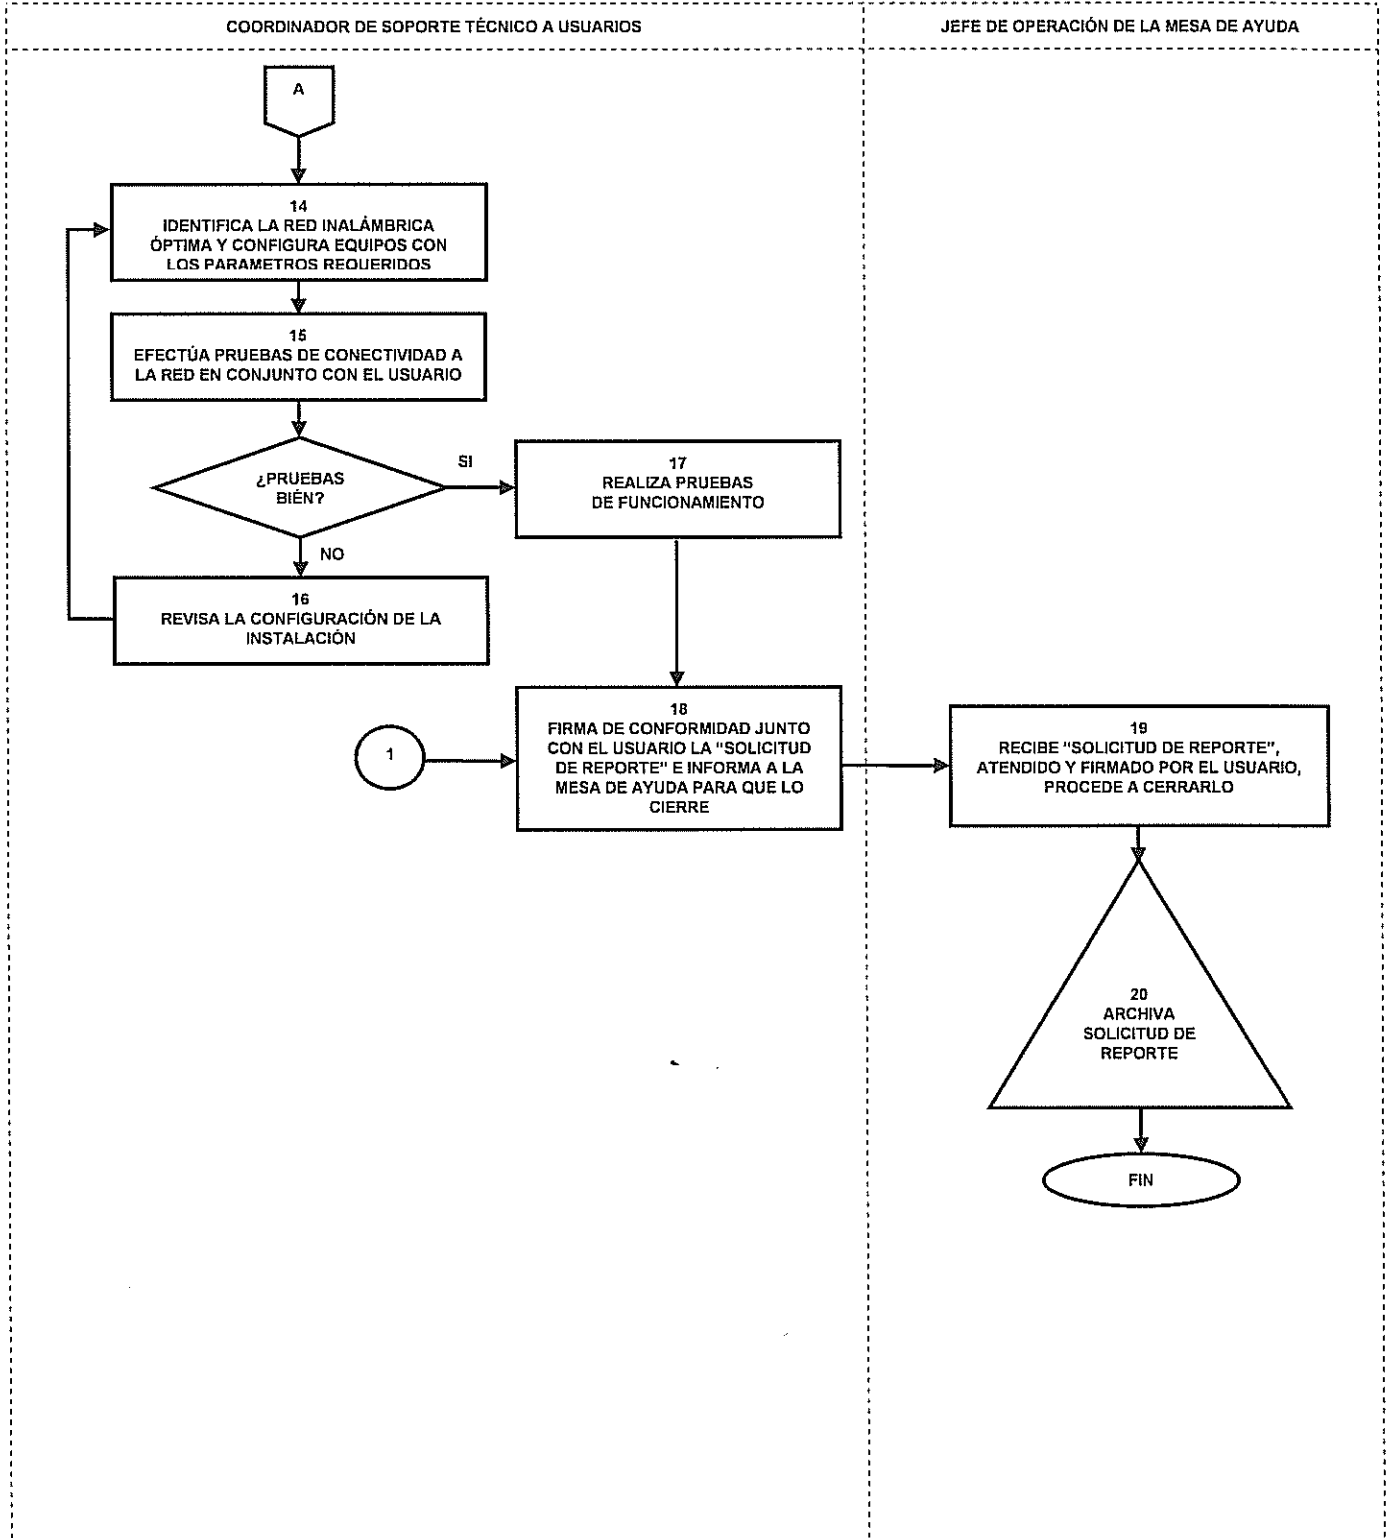 COORDINADOR DE SOPORTE TÉCNICO A USUARIOS
JEFE DE OPERACIÓN DE LA MESA DE AYUDA
A
14
IDENTIFICA LA RED INALÁMBRICA
ÓPTIMA Y CONFIGURA EQUIPOS CON
LOS PARAMETROS REQUERIDOS
15
EFECTÚA PRUEBAS DE CONECTIVIDAD A
LA RED EN CONJUNTO CON EL USUARIO
¿PRUEBAS
BIÉN?
SI
NO
17
REALIZA PRUEBAS
DE FUNCIONAMIENTO
16
REVISA LA CONFIGURACIÓN DE LA
INSTALACIÓN
1
18
FIRMA DE CONFORMIDAD JUNTO
CON EL USUARIO LA "SOLICITUD
DE REPORTE" E INFORMA A LA
MESA DE AYUDA PARA QUE LO
CIERRE
19
RECIBE "SOLICITUD DE REPORTE",
ATENDIDO Y FIRMADO POR EL USUARIO,
PROCEDE A CERRARLO
20
ARCHIVA
SOLICITUD DE
REPORTE
FIN